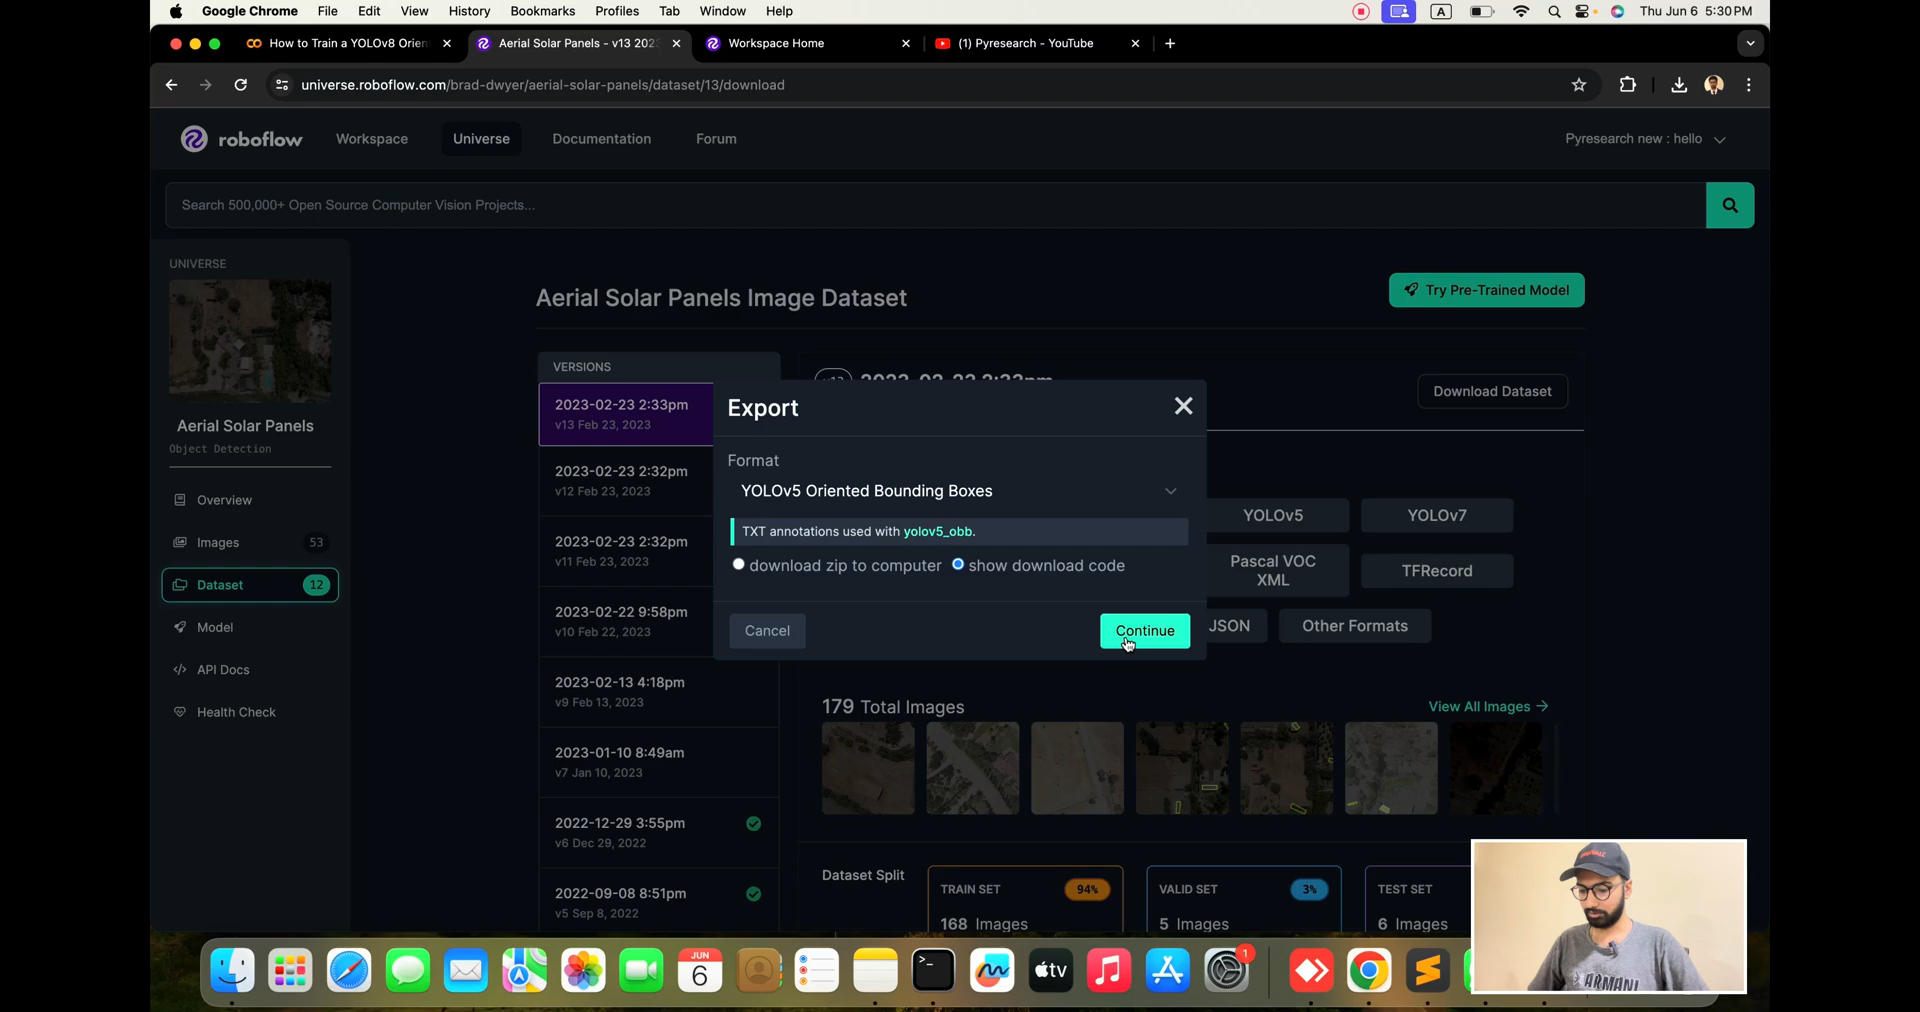 Google Chrome File Edit View History Bookmarks Profiles Tab Window Help A Thu Jun 6 5:30 PM
How to Train a YOLOv8 Orien Aerial Solar Panels - v13 202 Workspace Home (1) Pyresearch - YouTube
universe.roboflow.com/brad-dwyer/aerial-solar-panels/dataset/13/download
roboflow Workspace Universe Documentation Forum Pyresearch new : hello
Search 500,000+ Open Source Computer Vision Projects...
UNIVERSE
Aerial Solar Panels
Object Detection
Overview
Images 53
Dataset 12
Model
API Docs
Health Check
Aerial Solar Panels Image Dataset
Try Pre-Trained Model
VERSIONS
2023-02-23 2:33pm
v13 Feb 23, 2023
2023-02-23 2:32pm
v12 Feb 23, 2023
2023-02-23 2:32pm
v11 Feb 23, 2023
2023-02-22 9:58pm
v10 Feb 22, 2023
2023-02-13 4:18pm
v9 Feb 13, 2023
2023-01-10 8:49am
v7 Jan 10, 2023
2022-12-29 3:55pm
v6 Dec 29, 2022
2022-09-08 8:51pm
v5 Sep 8, 2022
v13 2023-02-23 2:33pm
Download Dataset
Export
Format
YOLOv5 Oriented Bounding Boxes
TXT annotations used with yolov5_obb.
download zip to computer show download code
Cancel Continue
YOLOv5 YOLOv7
Pascal VOC
XML
TFRecord
JSON Other Formats
179 Total Images View All Images
Dataset Split
TRAIN SET 94%
168 Images
VALID SET 3%
5 Images
TEST SET
6 Images
JUN
6
tv
1
ARMANI